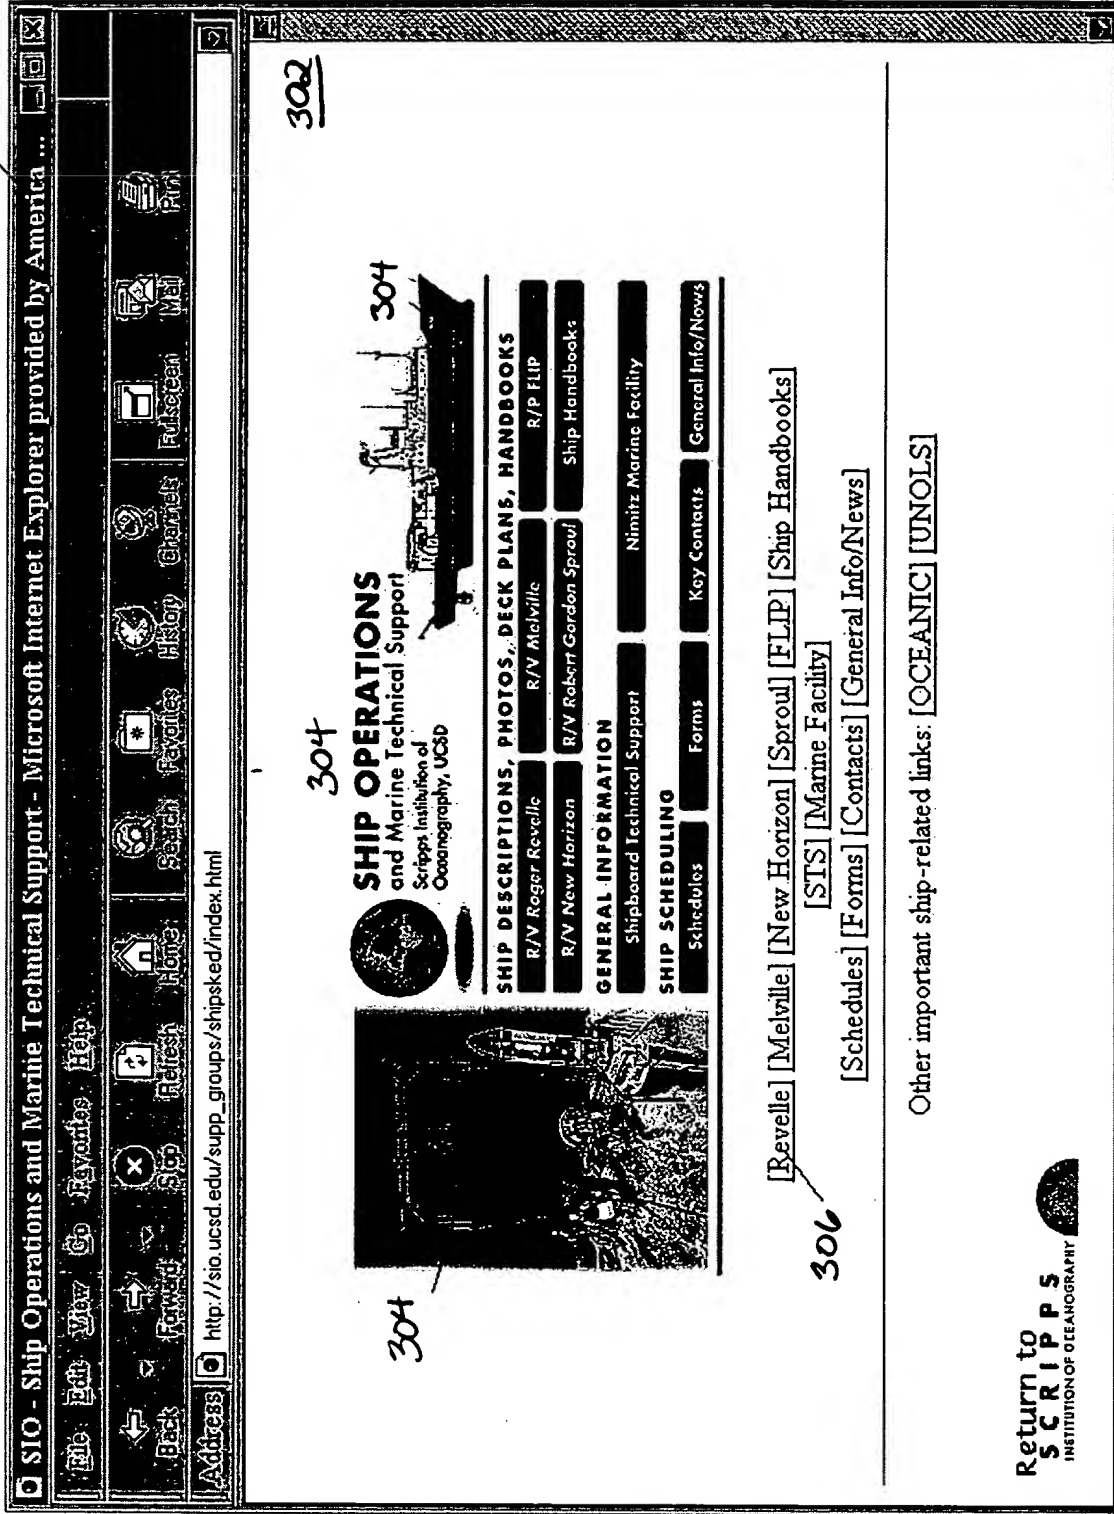 SIO - Ship Operations and Marine Technical Support - Microsoft Internet Explorer provided by America ...
File Edit View Go Favorites Help
Back Forward Stop Refresh Home Search Favorites History Channels Fullscreen Mail Print
Address http://sio.ucsd.edu/supp_groups/shipsked/index.html
302
304
304
304
SHIP OPERATIONS
and Marine Technical Support
Scripps Institution of
Oceanography, UCSD
SHIP DESCRIPTIONS, PHOTOS, DECK PLANS, HANDBOOKS
R/V Roger Revelle R/V Melville R/P FLIP
R/V New Horizon R/V Robert Gordon Sproul Ship Handbooks
GENERAL INFORMATION
Shipboard Technical Support Nimitz Marine Facility
SHIP SCHEDULING
Schedules Forms Key Contacts General Info/News
[Revelle] [Melville] [New Horizon] [Sproul] [FLIP] [Ship Handbooks]
306
[STS] [Marine Facility]
[Schedules] [Forms] [Contacts] [General Info/News]
Other important ship-related links: [OCEANIC] [UNOLS]
Return to
SCRIPPS
INSTITUTION OF OCEANOGRAPHY